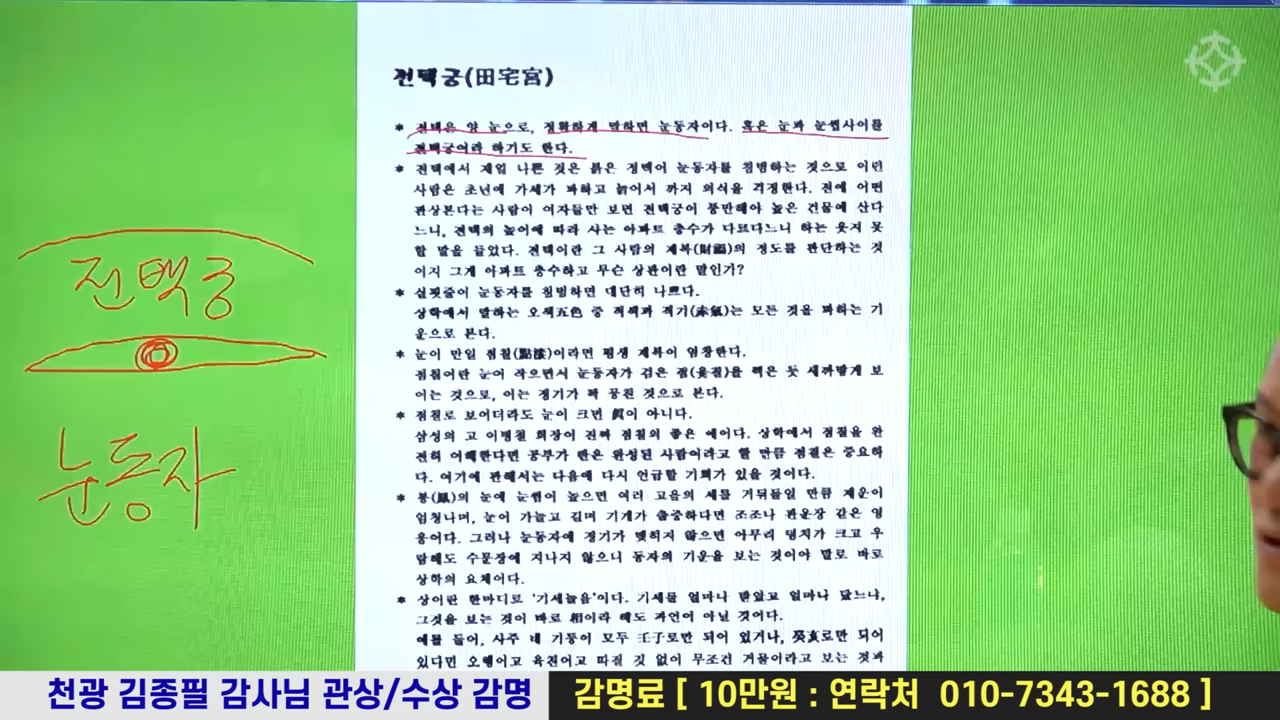 전택궁(田宅宮)
* 전택은 양 눈으로, 정확하게 말하면 눈동자이다. 혹은 눈과 눈썹사이를
전택궁이라 하기도 한다.
* 전택에서 제일 나쁜 것은 붉은 정맥이 눈동자를 침범하는 것으로 이런
사람은 초년에 가세가 파하고 늙어서 까지 의식을 걱정한다. 전에 어떤
관상본다는 사람이 여자들만 보면 전택궁이 풍만해야 높은 건물에 산다
느니, 전택의 높이에 따라 사는 아파트 층수가 다르다느니 하는 웃지 못
할 말을 들었다. 전택이란 그 사람의 재복(財福)의 정도를 판단하는 것
이지 그게 아파트 층수하고 무슨 상관이란 말인가?
* 실핏줄이 눈동자를 침범하면 대단히 나쁘다.
상학에서 말하는 오색五色 중 적색과 적기(赤氣)는 모든 것을 파하는 기
운으로 본다.
* 눈이 만일 점칠(點漆)이라면 평생 재복이 엄창한다.
점칠이란 눈이 작으면서 눈동자가 검은 점(옻칠)을 찍은 듯 새까맣게 보
이는 것으로, 이는 정기가 똑 뭉친 것으로 본다.
* 점칠로 보이더라도 눈이 크면 眞이 아니다.
삼성의 고 이병철 회장이 진짜 점칠의 좋은 예이다. 상학에서 점칠을 완
전히 이해한다면 공부가 반은 완성된 사람이라고 할 만큼 점칠은 중요하
다. 여기에 관해서는 다음에 다시 언급할 기회가 있을 것이다.
* 봉(鳳)의 눈에 눈썹이 높으면 여러 고을의 세를 거둬들일 만큼 재운이
엄청나며, 눈이 가늘고 길며 기개가 출중하다면 조조나 관운장 같은 영
웅이다. 그러나 눈동자에 정기가 맺히지 않으면 아무리 덩치가 크고 우
람해도 수문장에 지나지 않으니 동자의 기운을 보는 것이야 말로 바로
상학의 요체이다.
* 상이란 한마디로 '기세놀음'이다. 기세를 얼마나 받았고 얼마나 닮느냐,
그것을 보는 것이 바로 相이라 해도 과언이 아닐 것이다.
예를 들어, 사주 네 기둥이 모두 壬子로만 되어 있거나, 癸亥로만 되어
있다면 오행이고 육친이고 따질 것 없이 무조건 거물이라고 보는 것과
전택궁
눈동자
천광 김종필 감사님 관상/수상 감명
감명료 [ 10만원 : 연락처 010-7343-1688 ]